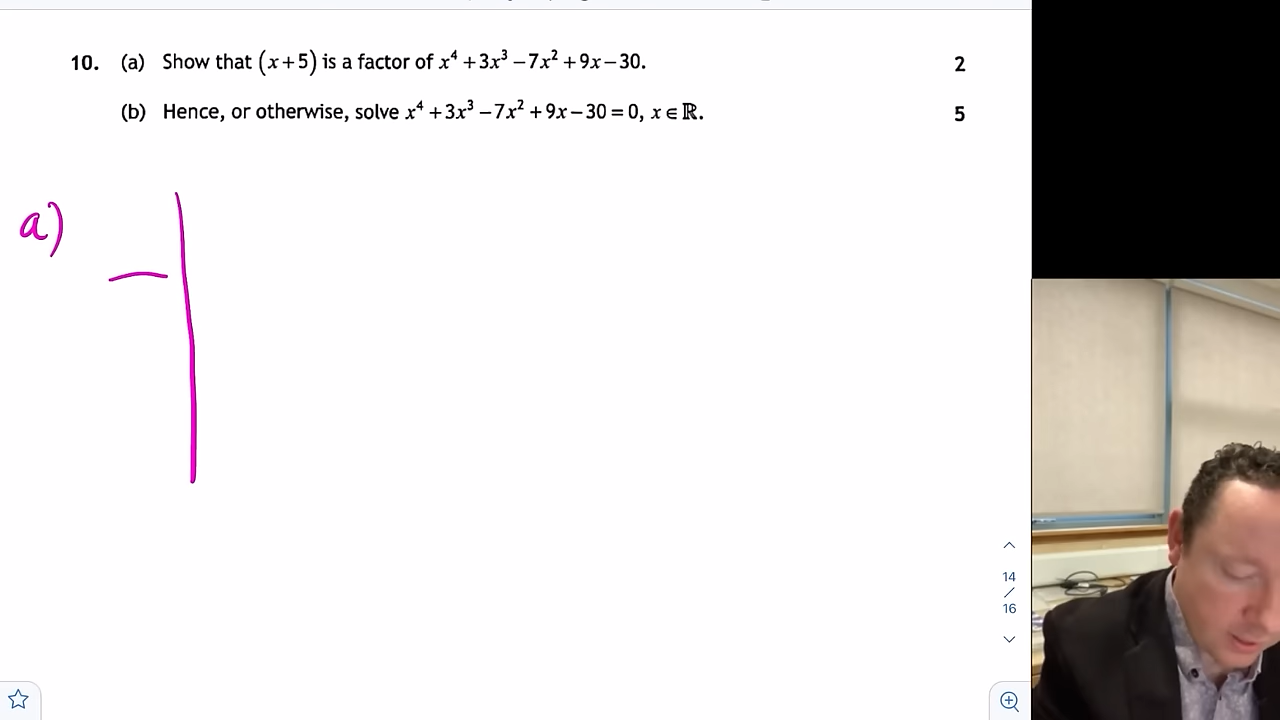 10. (a) Show that (x+5) is a factor of x⁴ + 3x³ − 7x² + 9x − 30. 2
(b) Hence, or otherwise, solve x⁴ + 3x³ − 7x² + 9x − 30 = 0, x ∈ ℝ. 5
a)
14
/
16